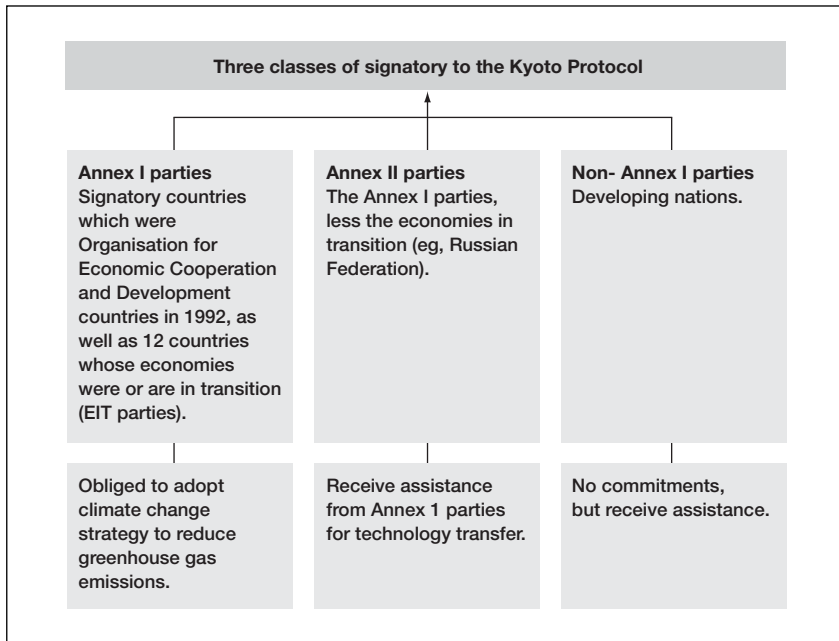 Three classes of signatory to the Kyoto Protocol
Annex I parties
Signatory countries
which were
Organisation for
Economic Cooperation
and Development
countries in 1992, as
well as 12 countries
whose economies
were or are in transition
(EIT parties).
Obliged to adopt
climate change
strategy to reduce
greenhouse gas
emissions.
Annex II parties
The Annex I parties,
less the economies in
transition (eg, Russian
Federation).
Receive assistance
from Annex 1 parties
for technology transfer.
Non- Annex I parties
Developing nations.
No commitments,
but receive assistance.